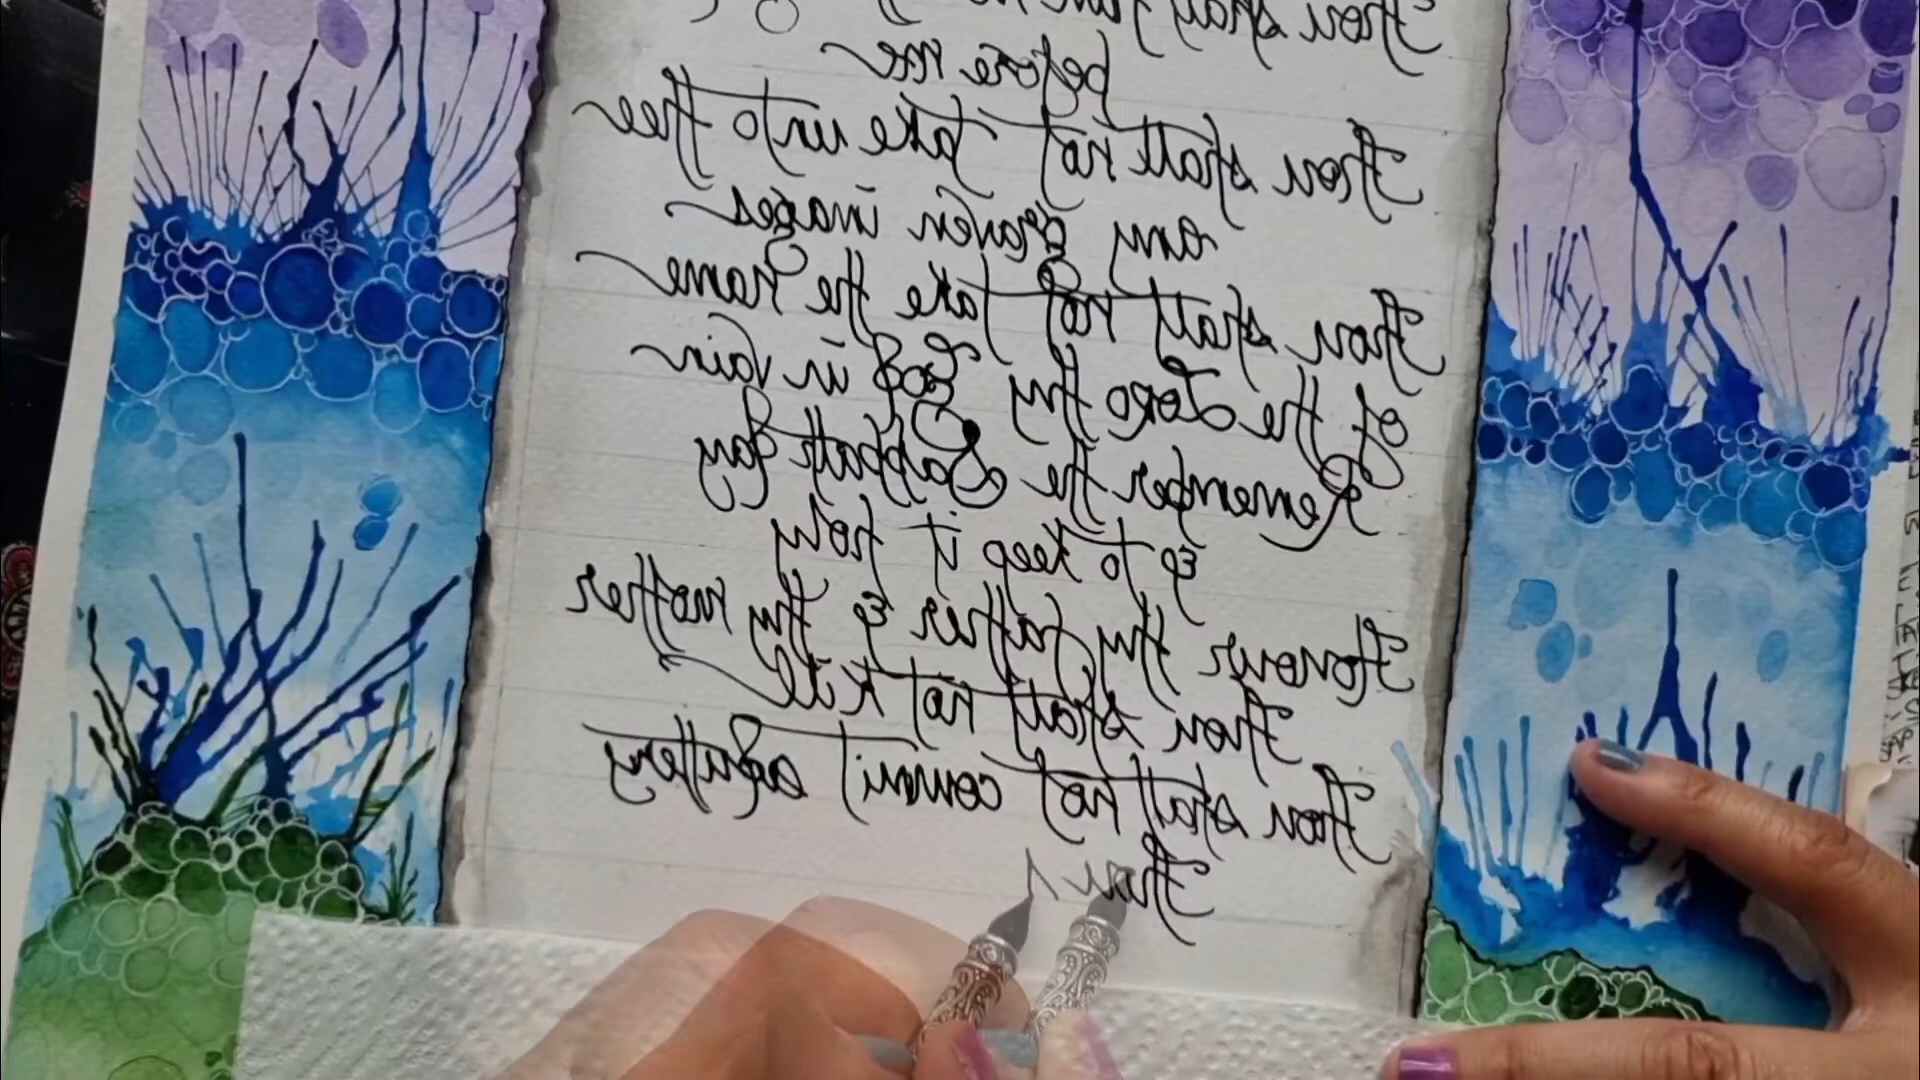 Thou shalt have no
before me
Thou shalt not take unto thee
any graven images
Thou shalt not take the name
of the Lord thy God in vain
Remember the Sabbath day
& to keep it holy
Honour thy father & thy mother
Thou shalt not kill
Thou shalt not commit adultery
Thou